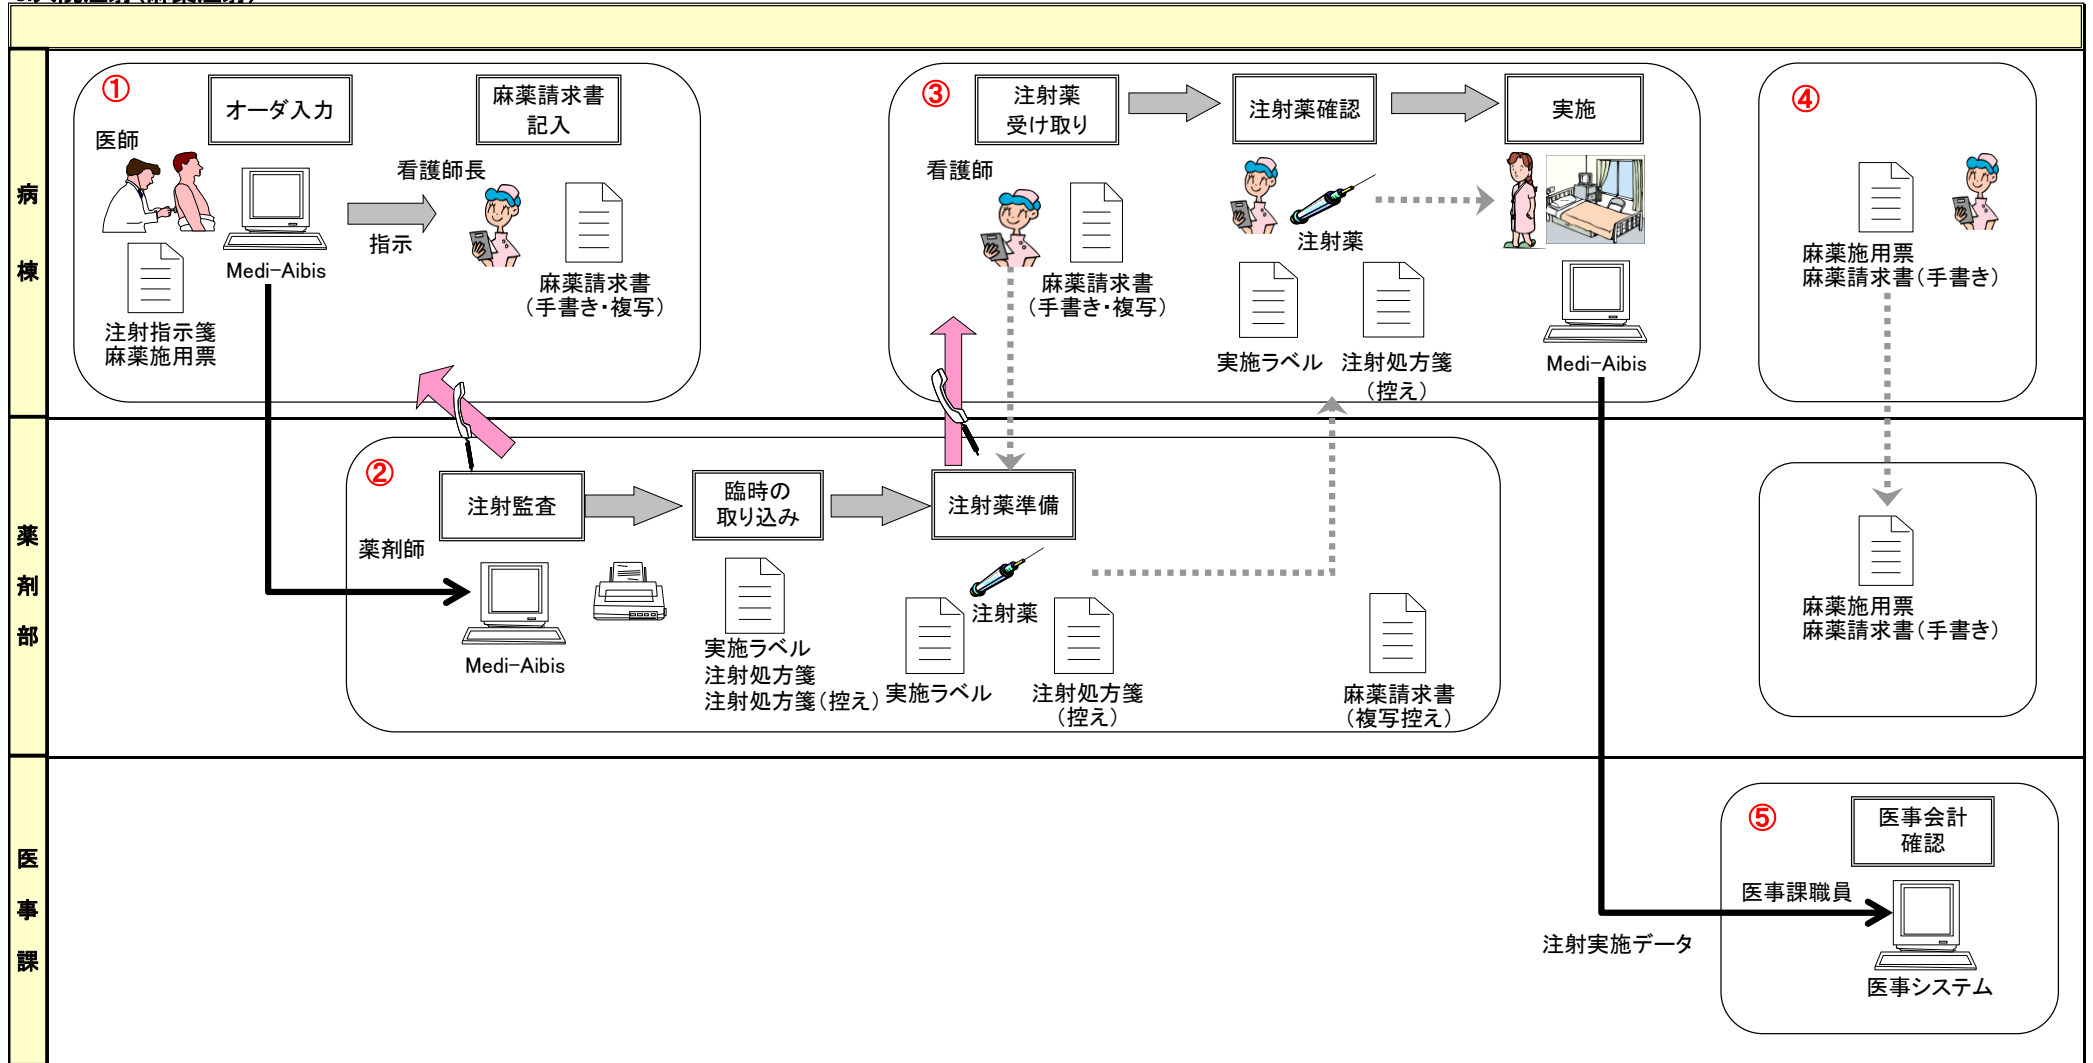 病棟
①
オーダ入力
麻薬請求書
記入
医師
看護師長
指示
Medi-Aibis
麻薬請求書
(手書き・複写)
注射指示箋
麻薬施用票
③
注射薬
受け取り
注射薬確認
実施
看護師
注射薬
麻薬請求書
(手書き・複写)
実施ラベル
注射処方箋
(控え)
Medi-Aibis
④
麻薬施用票
麻薬請求書(手書き)
薬剤部
②
注射監査
臨時の
取り込み
注射薬準備
薬剤師
Medi-Aibis
実施ラベル
注射処方箋
注射処方箋(控え)
注射薬
実施ラベル
注射処方箋
(控え)
麻薬請求書
(複写控え)
麻薬施用票
麻薬請求書(手書き)
医事課
⑤
医事会計
確認
医事課職員
注射実施データ
医事システム